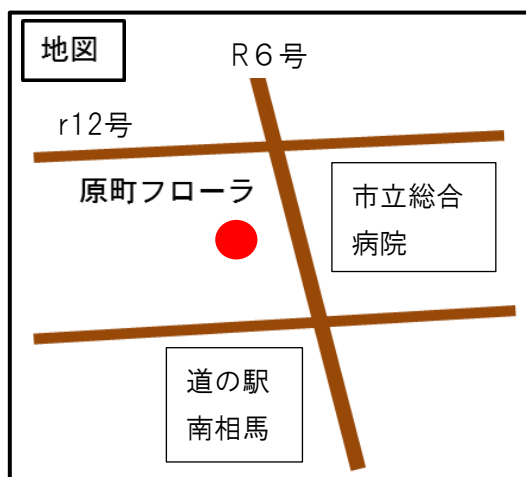 地図
R６号
r12号
原町フローラ
市立総合
病院
道の駅
南相馬